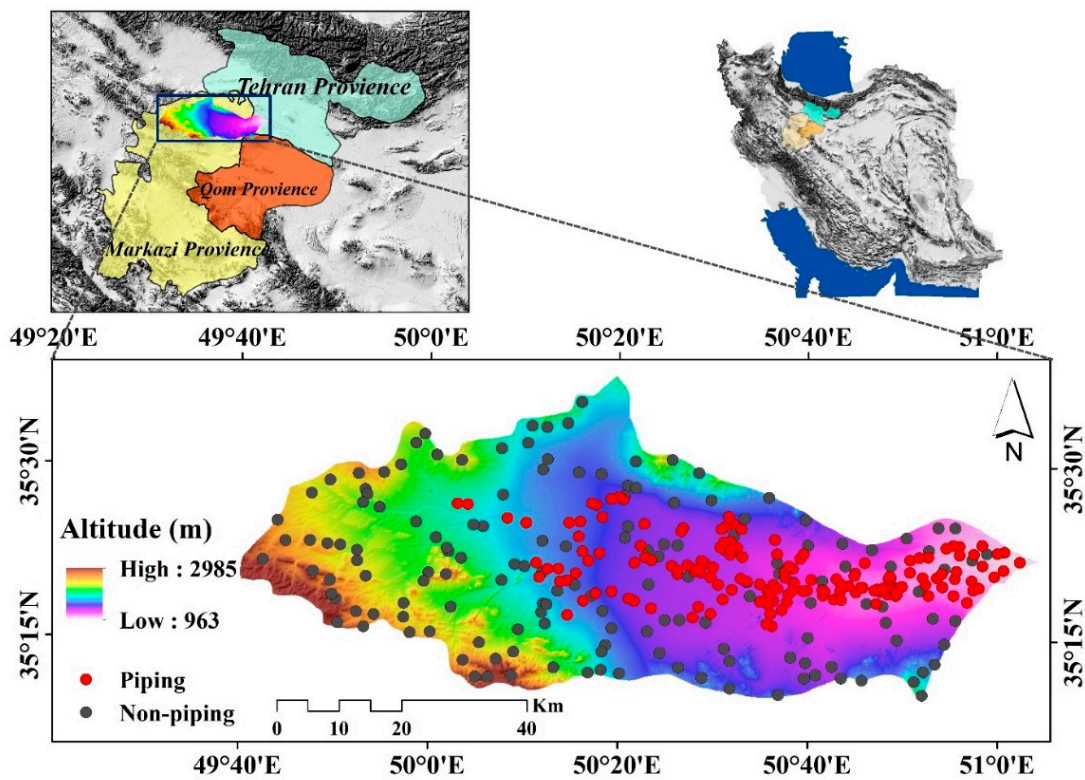 Tehran Provience
Qom Provience
Markazi Provience
49°20'E 49°40'E 50°0'E 50°20'E 50°40'E 51°0'E
35°30'N
35°30'N
N
Altitude (m)
High : 2985
Low : 963
35°15'N
35°15'N
Piping
Non-piping
Km
0 10 20 40
49°40'E 50°0'E 50°20'E 50°40'E 51°0'E